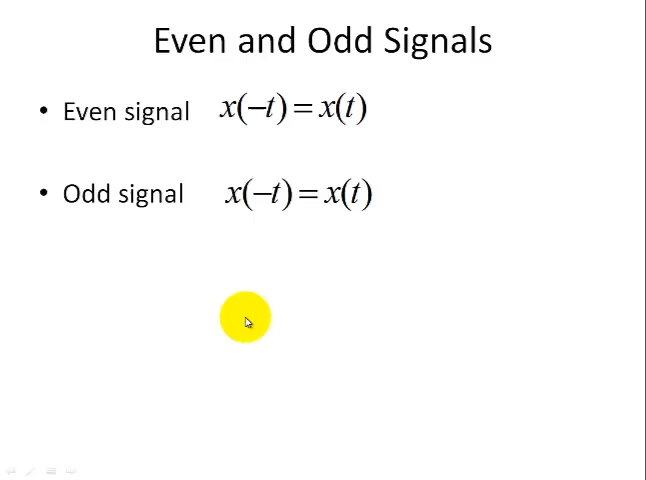 Even and Odd Signals
• Even signal x(−t) = x(t)
• Odd signal x(−t) = x(t)